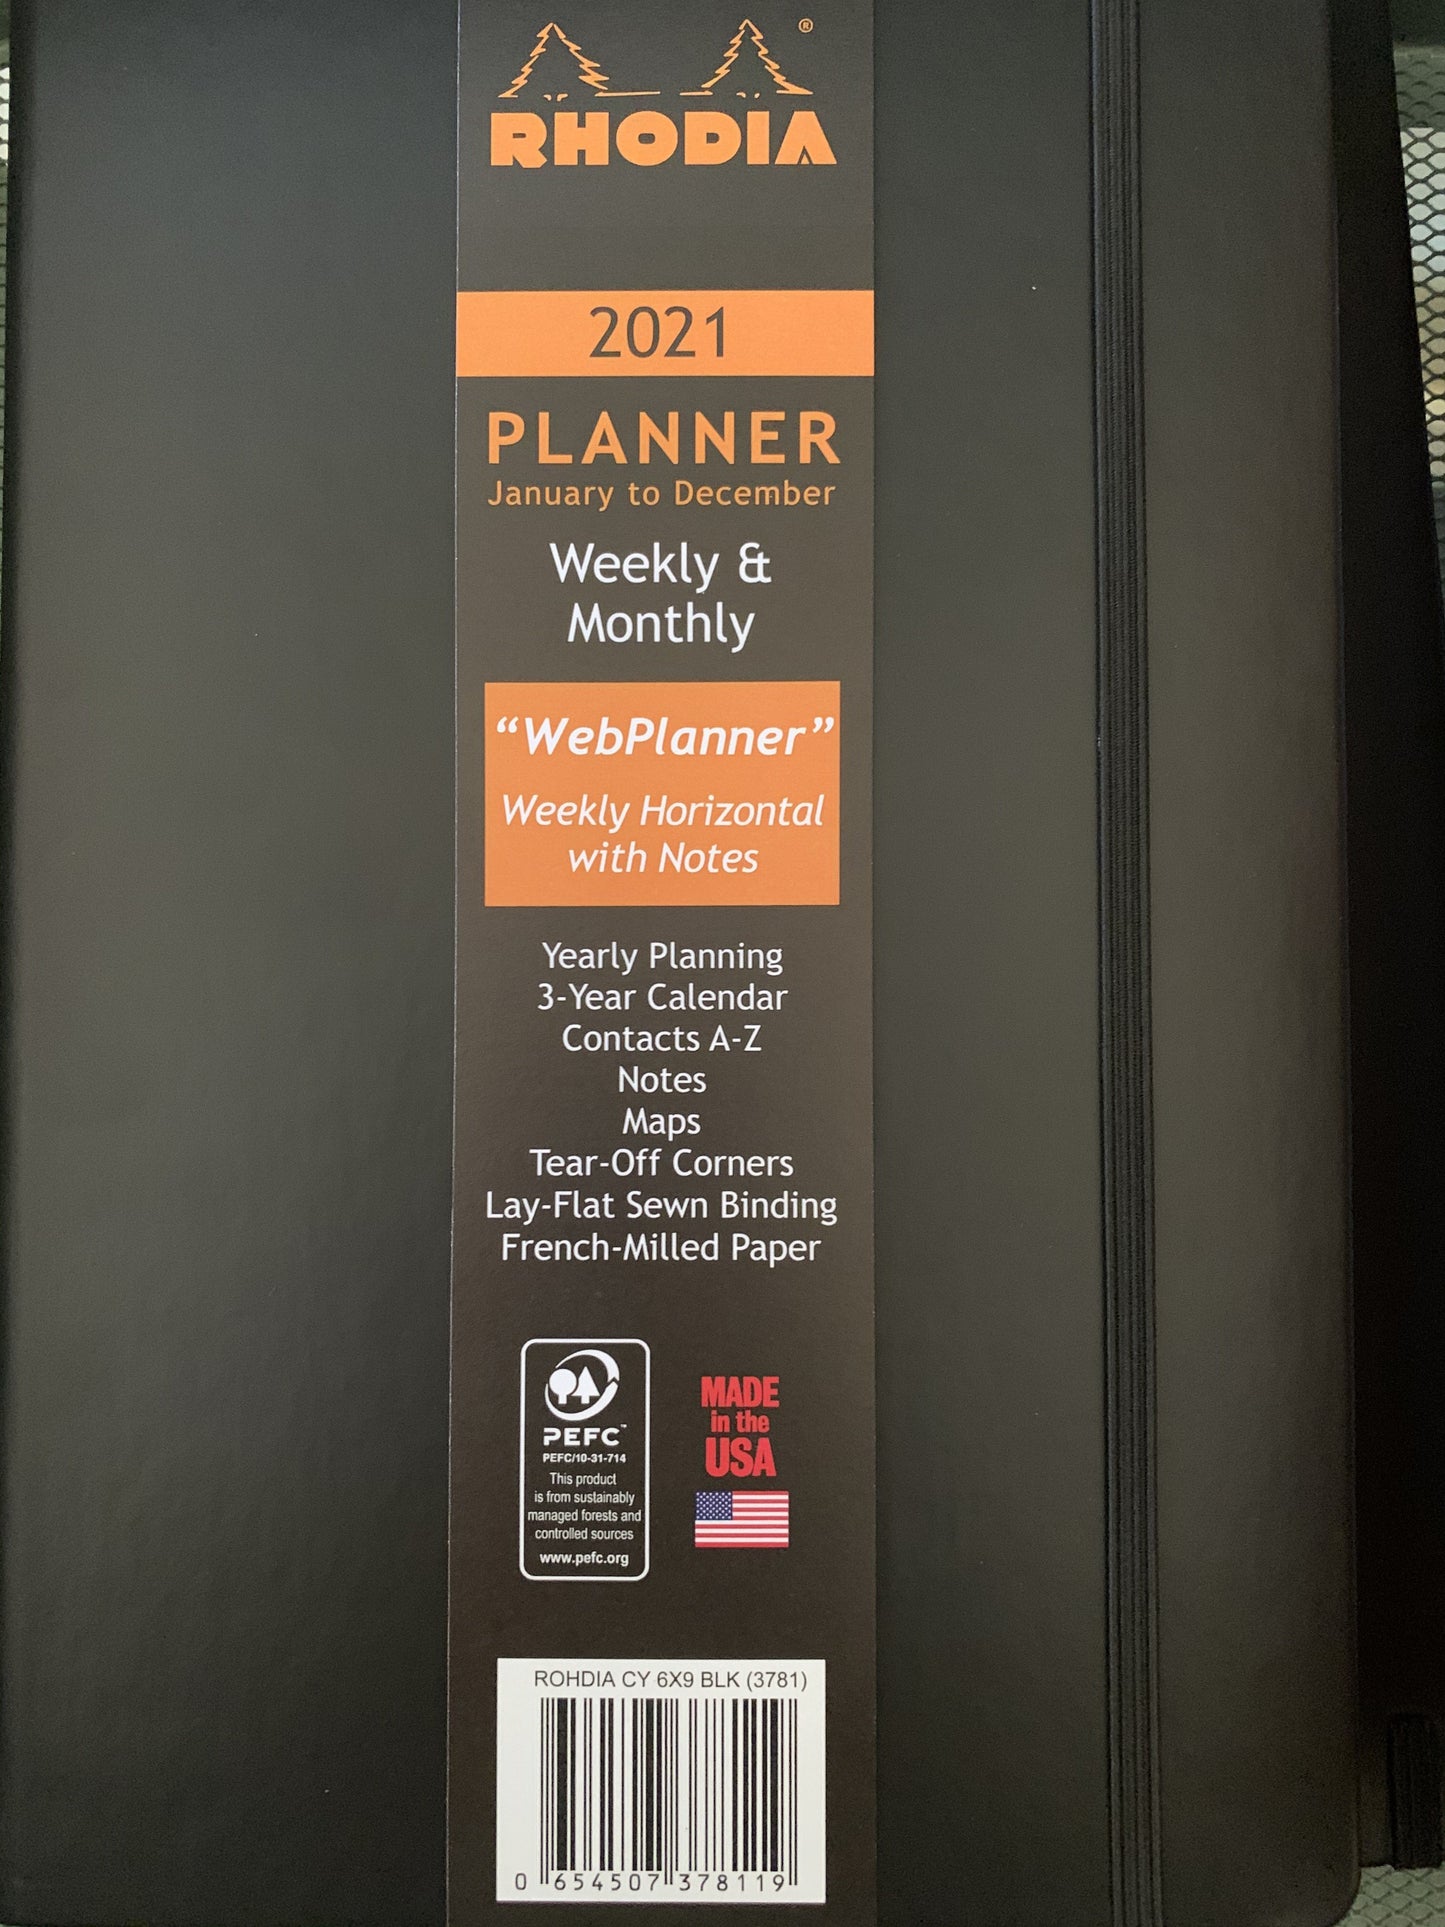 ®
RHODIA
2021
PLANNER
January to December
Weekly &
Monthly
“WebPlanner”
Weekly Horizontal
with Notes
Yearly Planning
3-Year Calendar
Contacts A-Z
Notes
Maps
Tear-Off Corners
Lay-Flat Sewn Binding
French-Milled Paper
PEFC™
PEFC/10-31-714
This product
is from sustainably
managed forests and
controlled sources
www.pefc.org
MADE
in the
USA
ROHDIA CY 6X9 BLK (3781)
0 654507 378119